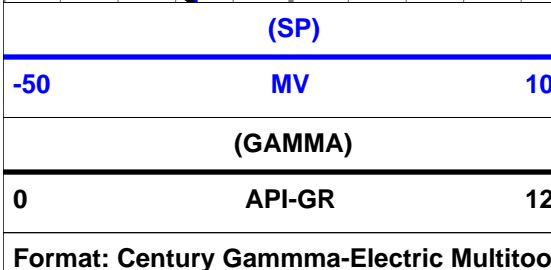 (SP)
-50 MV 10
(GAMMA)
0 API-GR 12
Format: Century Gammma-Electric Multitoo